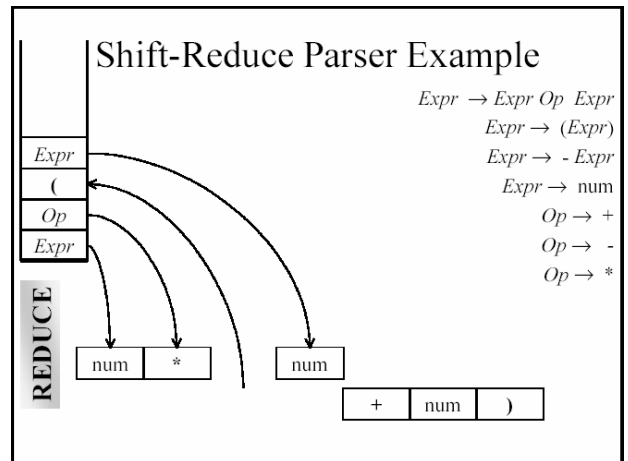 Shift-Reduce Parser Example
Expr → Expr Op Expr
Expr → (Expr)
Expr → - Expr
Expr → num
Op → +
Op → -
Op → *
Expr
(
Op
Expr
REDUCE
num * num
+ num )